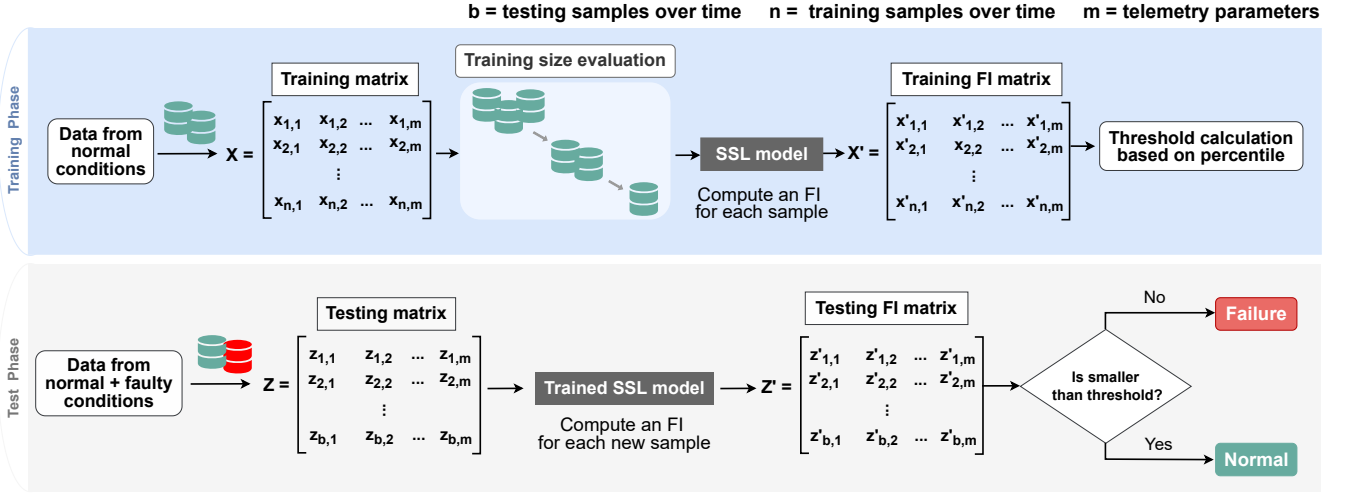 b = testing samples over time n = training samples over time m = telemetry parameters
Training Phase
Data from
normal
conditions
X =
Training matrix
x1,1 x1,2 ... x1,m
x2,1 x2,2 ... x2,m
⋮
xn,1 xn,2 ... xn,m
Training size evaluation
SSL model
Compute an FI
for each sample
X' =
Training FI matrix
x'1,1 x'1,2 ... x'1,m
x'2,1 x2,2 ... x'2,m
⋮
x'n,1 x'n,2 ... x'n,m
Threshold calculation
based on percentile
Test Phase
Data from
normal + faulty
conditions
Z =
Testing matrix
z1,1 z1,2 ... z1,m
z2,1 z2,2 ... z2,m
⋮
zb,1 zb,2 ... zb,m
Trained SSL model
Compute an FI
for each new sample
Z' =
Testing FI matrix
z'1,1 z'1,2 ... z'1,m
z'2,1 z'2,2 ... z'2,m
⋮
z'b,1 z'b,2 ... z'b,m
Is smaller
than threshold?
No
Failure
Yes
Normal